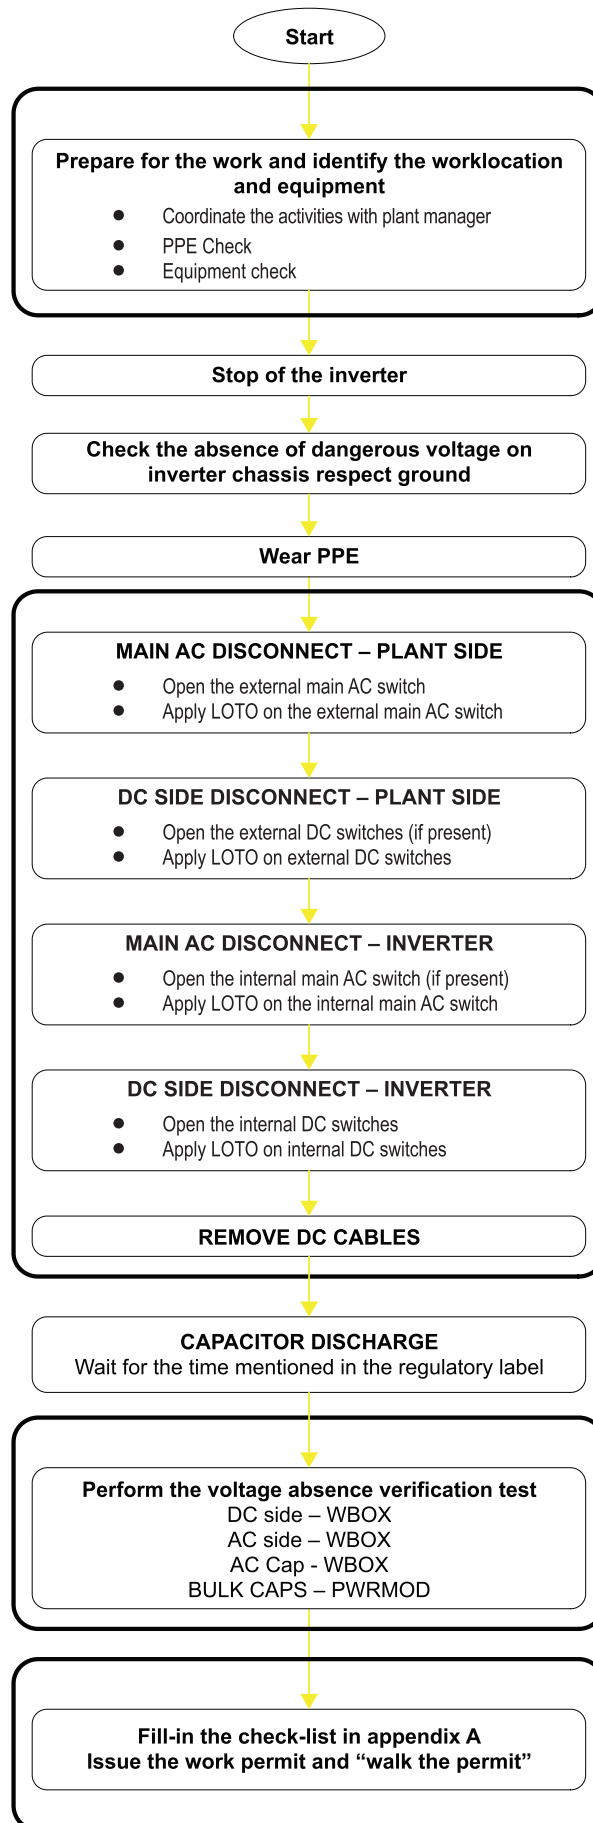 Start
Prepare for the work and identify the worklocation
and equipment
● Coordinate the activities with plant manager
● PPE Check
● Equipment check
Stop of the inverter
Check the absence of dangerous voltage on
inverter chassis respect ground
Wear PPE
MAIN AC DISCONNECT – PLANT SIDE
● Open the external main AC switch
● Apply LOTO on the external main AC switch
DC SIDE DISCONNECT – PLANT SIDE
● Open the external DC switches (if present)
● Apply LOTO on external DC switches
MAIN AC DISCONNECT – INVERTER
● Open the internal main AC switch (if present)
● Apply LOTO on the internal main AC switch
DC SIDE DISCONNECT – INVERTER
● Open the internal DC switches
● Apply LOTO on internal DC switches
REMOVE DC CABLES
CAPACITOR DISCHARGE
Wait for the time mentioned in the regulatory label
Perform the voltage absence verification test
DC side – WBOX
AC side – WBOX
AC Cap - WBOX
BULK CAPS – PWRMOD
Fill-in the check-list in appendix A
Issue the work permit and “walk the permit”